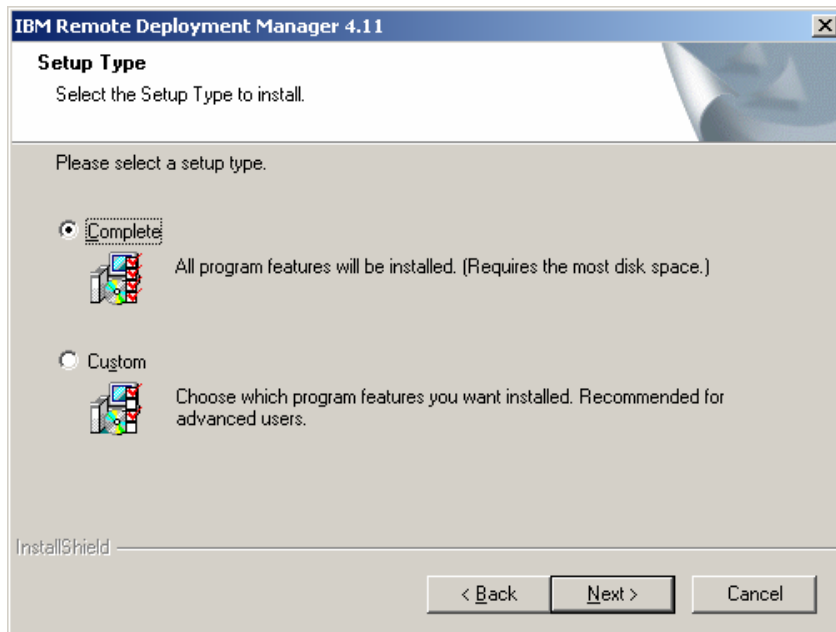 IBM Remote Deployment Manager 4.11
Setup Type
Select the Setup Type to install.
Please select a setup type.
Complete
All program features will be installed. (Requires the most disk space.)
Custom
Choose which program features you want installed. Recommended for
advanced users.
InstallShield
< Back
Next >
Cancel